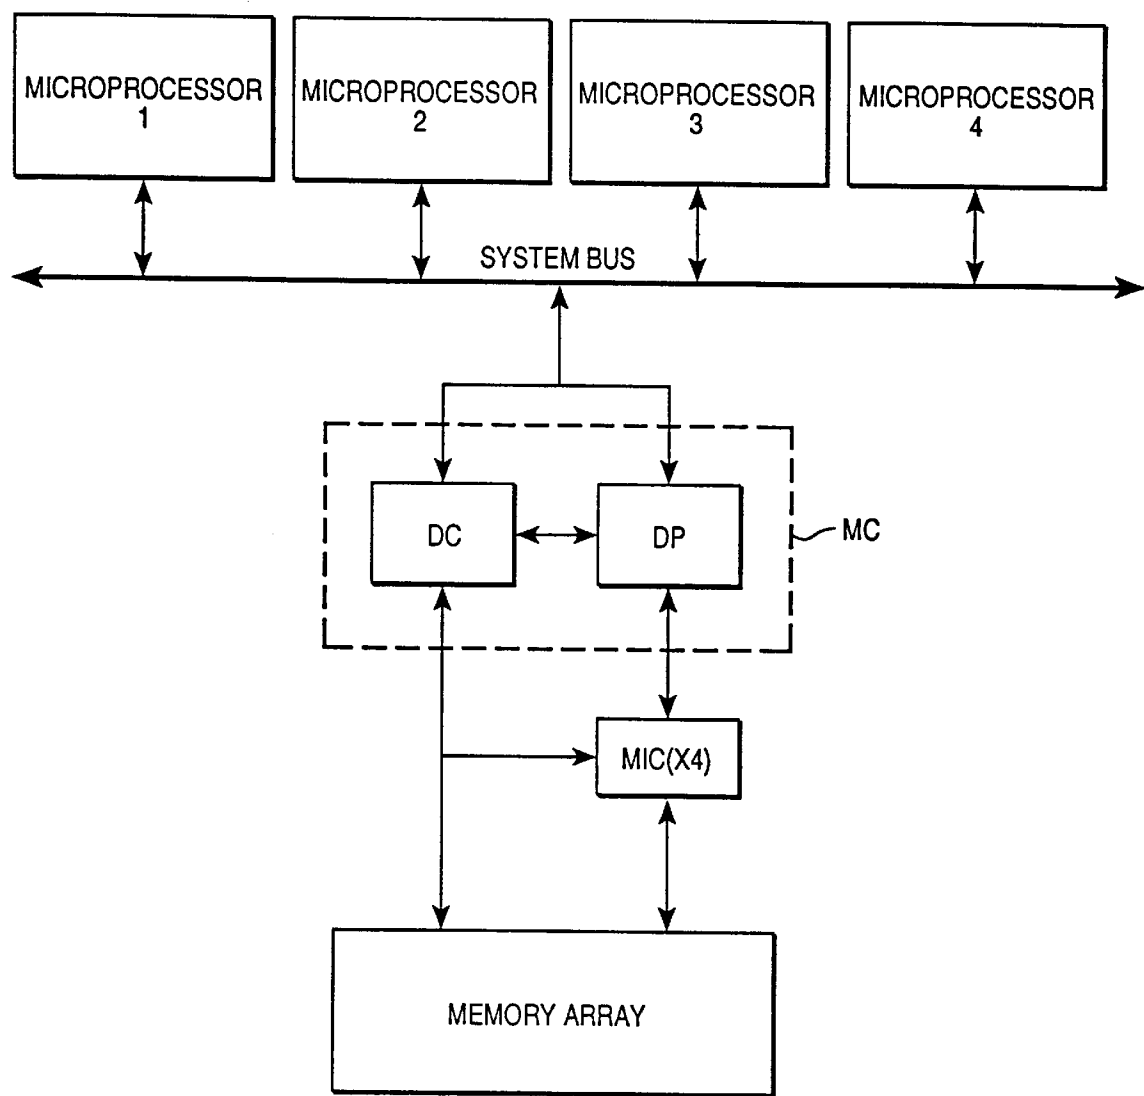 MICROPROCESSOR
1
MICROPROCESSOR
2
MICROPROCESSOR
3
MICROPROCESSOR
4
SYSTEM BUS
DC
DP
MC
MIC(X4)
MEMORY ARRAY